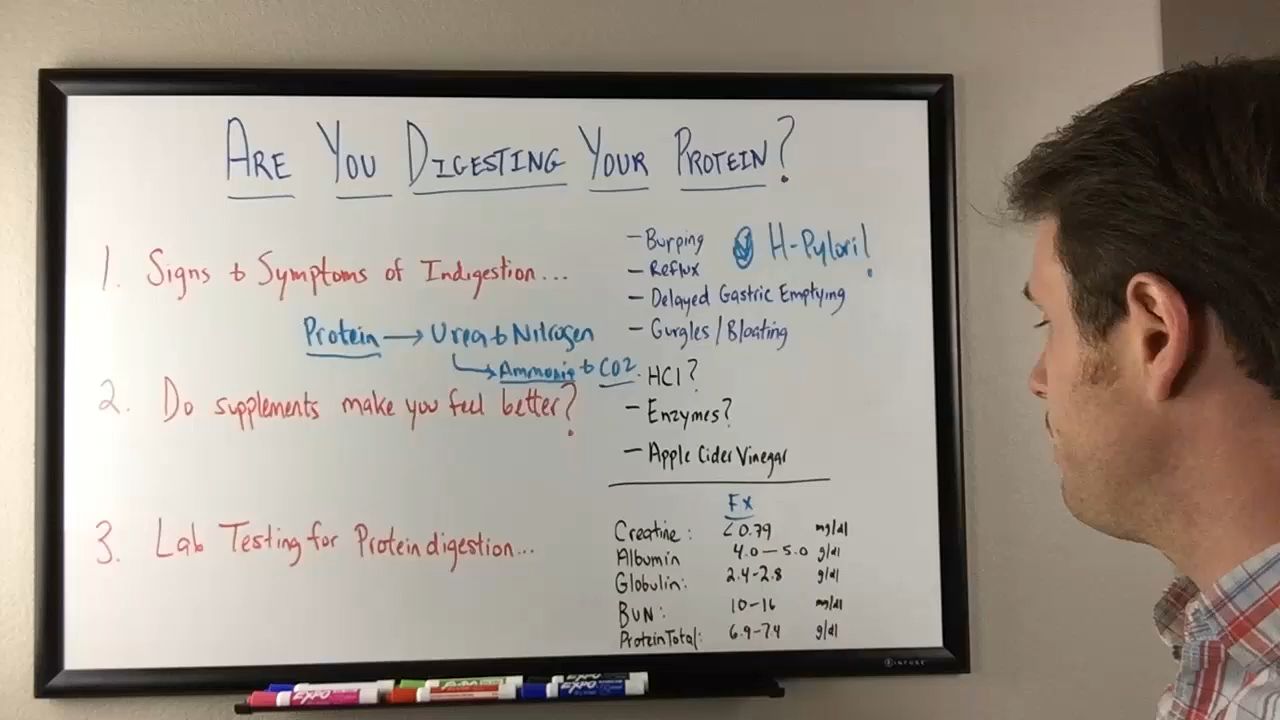 ARE YOU DIGESTING YOUR PROTEIN?
1. Signs & Symptoms of Indigestion...
- Burping
H-Pylori!
- Reflux
- Delayed Gastric Emptying
- Gurgles/Bloating
Protein → Urea & Nitrogen
→ Ammonia & CO2
2. Do supplements make you feel better?
- HCl?
- Enzymes?
- Apple Cider Vinegar
3. Lab Testing for Protein digestion...
Fx
Creatine: <0.79 mg/dl
Albumin 4.0-5.0 g/dl
Globulin: 2.4-2.8 g/dl
BUN: 10-16 mg/dl
Protein Total: 6.9-7.4 g/dl
EXPO
EXPO
EXPO